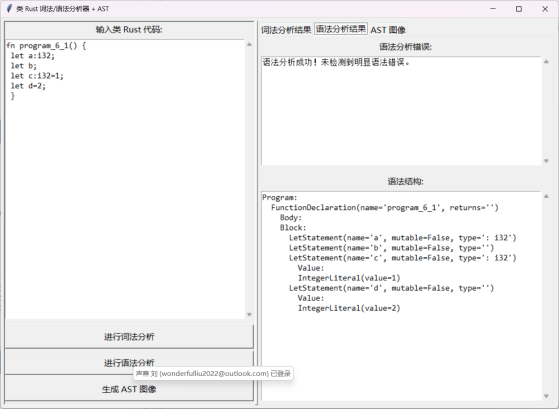 类 Rust 词法/语法分析器 + AST
输入类 Rust 代码:
fn program_6_1() {
let a:i32;
let b;
let c:i32=1;
let d=2;
}
进行词法分析
进行语法分析
生成 AST 图像
词法分析结果 语法分析结果 AST 图像
语法分析错误:
语法分析成功！未检测到明显语法错误。
语法结构:
Program:
FunctionDeclaration(name='program_6_1', returns='')
Body:
Block:
LetStatement(name='a', mutable=False, type=': i32')
LetStatement(name='b', mutable=False, type='')
LetStatement(name='c', mutable=False, type=': i32')
Value:
IntegerLiteral(value=1)
LetStatement(name='d', mutable=False, type='')
Value:
IntegerLiteral(value=2)
刘 (wonderfulliu2022@outlook.com) 已登录